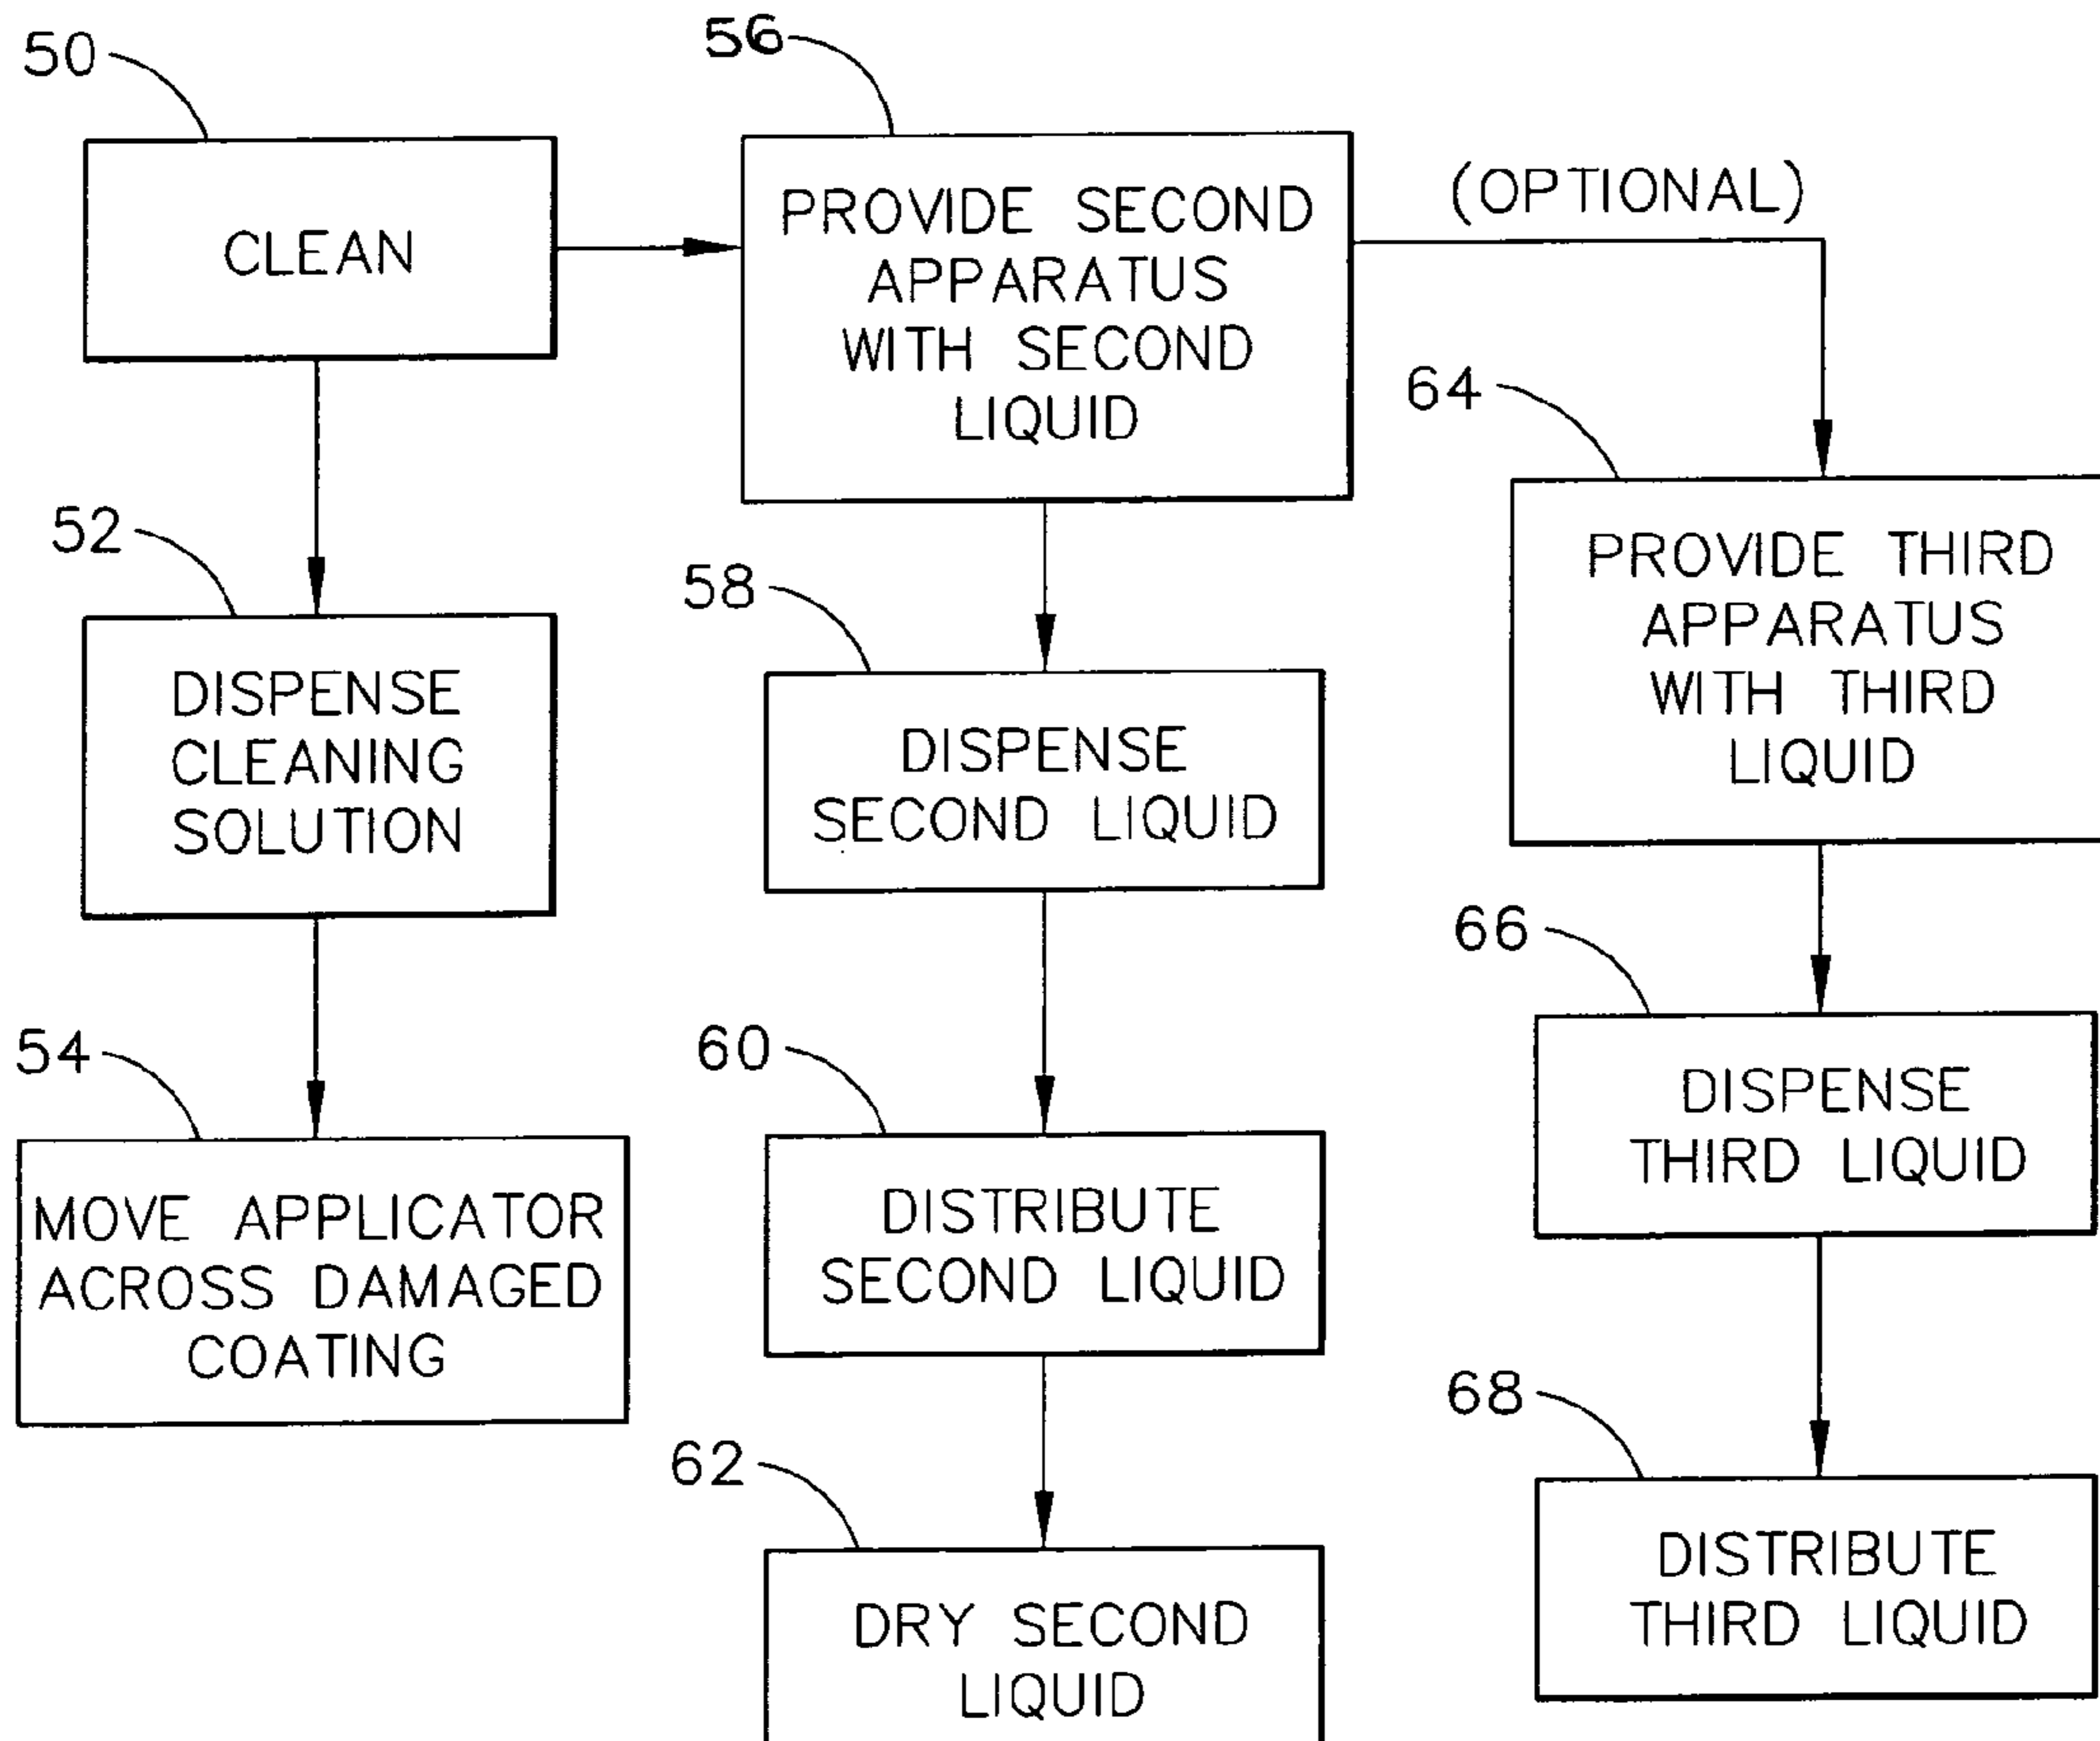 50
CLEAN
52
DISPENSE
CLEANING
SOLUTION
54
MOVE APPLICATOR
ACROSS DAMAGED
COATING
56
PROVIDE SECOND
APPARATUS
WITH SECOND
LIQUID
58
DISPENSE
SECOND LIQUID
60
DISTRIBUTE
SECOND LIQUID
62
DRY SECOND
LIQUID
(OPTIONAL)
64
PROVIDE THIRD
APPARATUS
WITH THIRD
LIQUID
66
DISPENSE
THIRD LIQUID
68
DISTRIBUTE
THIRD LIQUID